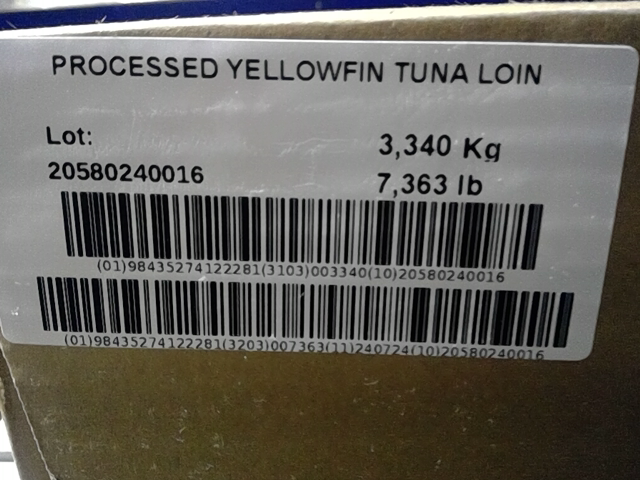 PROCESSED YELLOWFIN TUNA LOIN
Lot:
20580240016
3,340 Kg
7,363 lb
(01)98435274122281(3103)003340(10)20580240016
(01)98435274122281(3203)007363(11)240724(10)20580240016